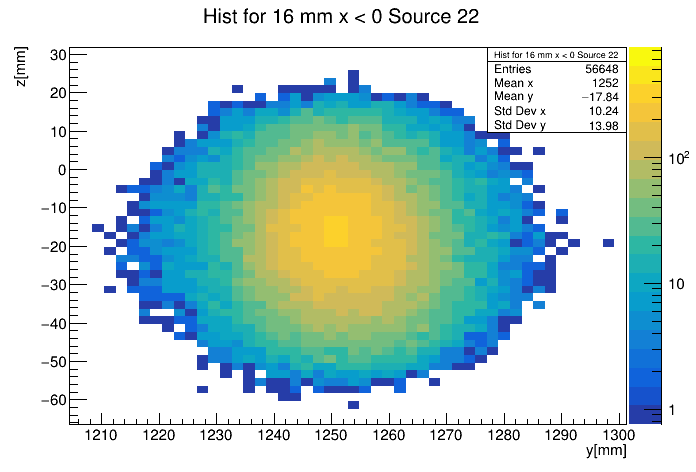 Hist for 16 mm x < 0 Source 22
z[mm]
Hist for 16 mm x < 0 Source 22
Entries 56648
Mean x 1252
Mean y −17.84
Std Dev x 10.24
Std Dev y 13.98
30
20
10
0
−10
−20
−30
−40
−50
−60
10²
10
1
1210 1220 1230 1240 1250 1260 1270 1280 1290 1300
y[mm]